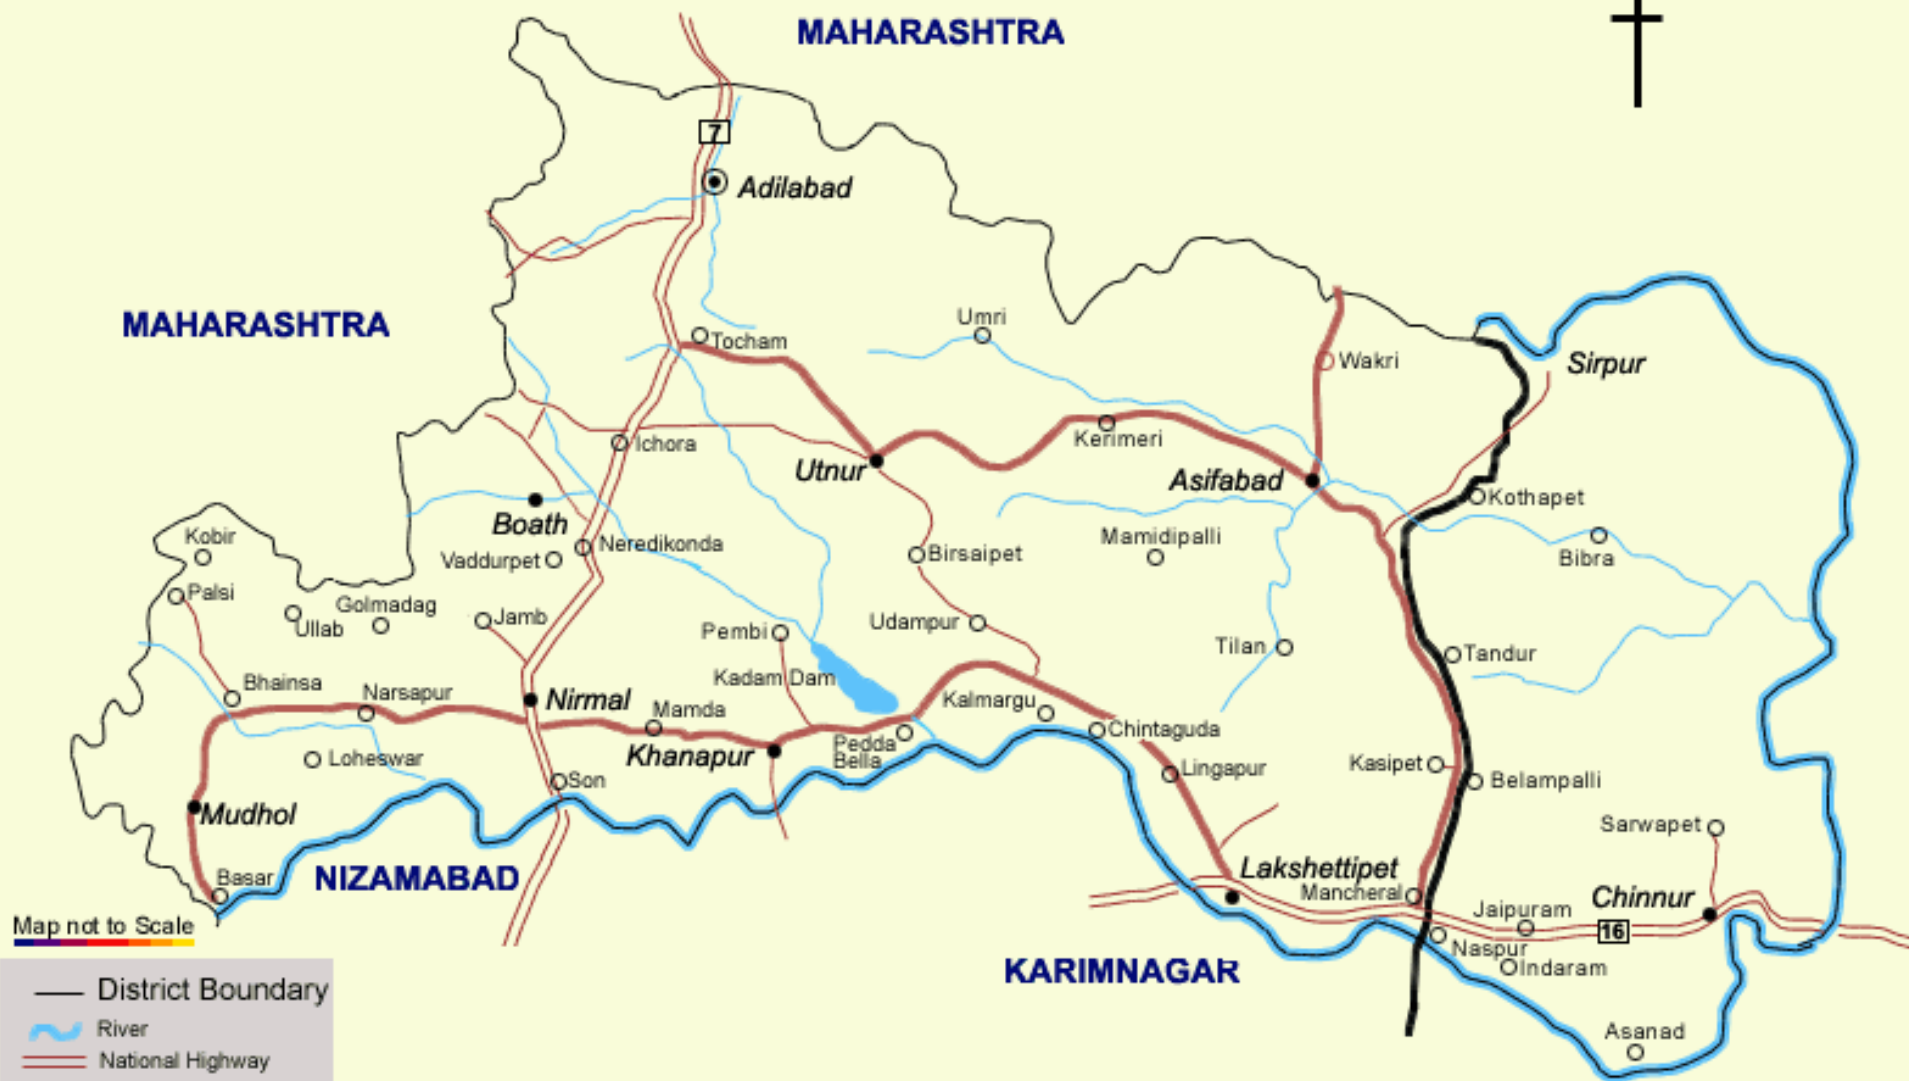 MAHARASHTRA
7
Adilabad
MAHARASHTRA
Umri
Tocham
Wakri
Sirpur
Kerimeri
Ichora
Utnur
Asifabad
Kothapet
Boath
Kobir
Vaddurpet
Neredikonda
Birsaipet
Mamidipalli
Bibra
Palsi
Ullab
Golmadag
Jamb
Pembi
Udampur
Tilan
Tandur
Bhainsa
Narsapur
Nirmal
Mamda
Kadam Dam
Kalmargu
Chintaguda
Loheswar
Khanapur
Pedda
Bella
Lingapur
Kasipet
Belampalli
Son
Mudhol
Sarwapet
Basar
NIZAMABAD
Lakshettipet
Mancheral
Chinnur
Jaipuram
16
Naspur
Indaram
KARIMNAGAR
Asanad
Map not to Scale
District Boundary
River
National Highway